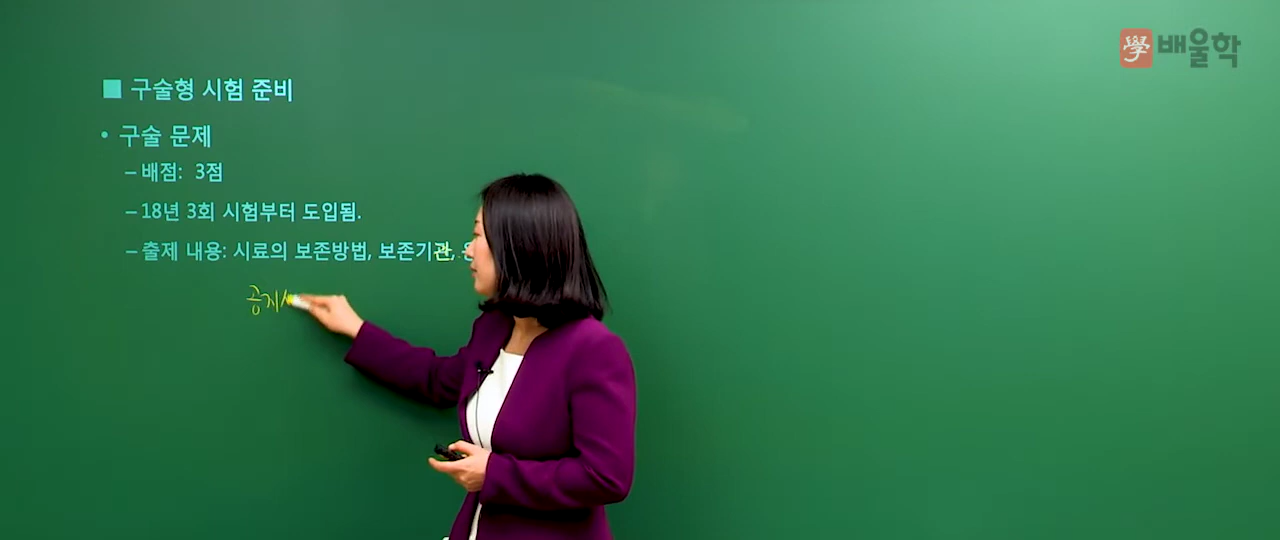 學 배울학
■ 구술형 시험 준비
• 구술 문제
– 배점: 3점
– 18년 3회 시험부터 도입됨.
– 출제 내용: 시료의 보존방법, 보존기관,
공지